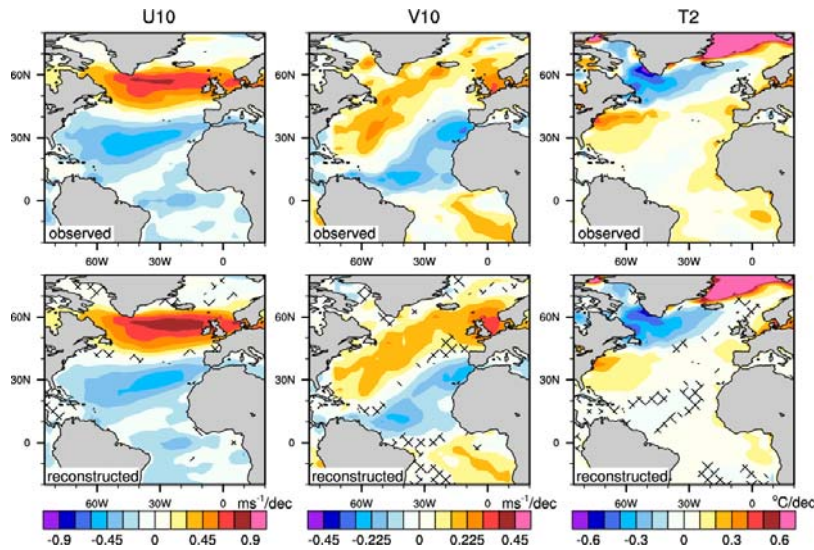 U10 V10 T2
60N 60N 60N
30N 30N 30N
0 0 0
observed observed observed
60W 30W 0 60W 30W 0 60W 30W 0
60N 60N 60N
30N 30N 30N
0 0 0
reconstructed reconstructed reconstructed
60W 30W 0 ms⁻¹/dec 60W 30W 0 ms⁻¹/dec 60W 30W 0 °C/dec
-0.9 -0.45 0 0.45 0.9 -0.45 -0.225 0 0.225 0.45 -0.6 -0.3 0 0.3 0.6